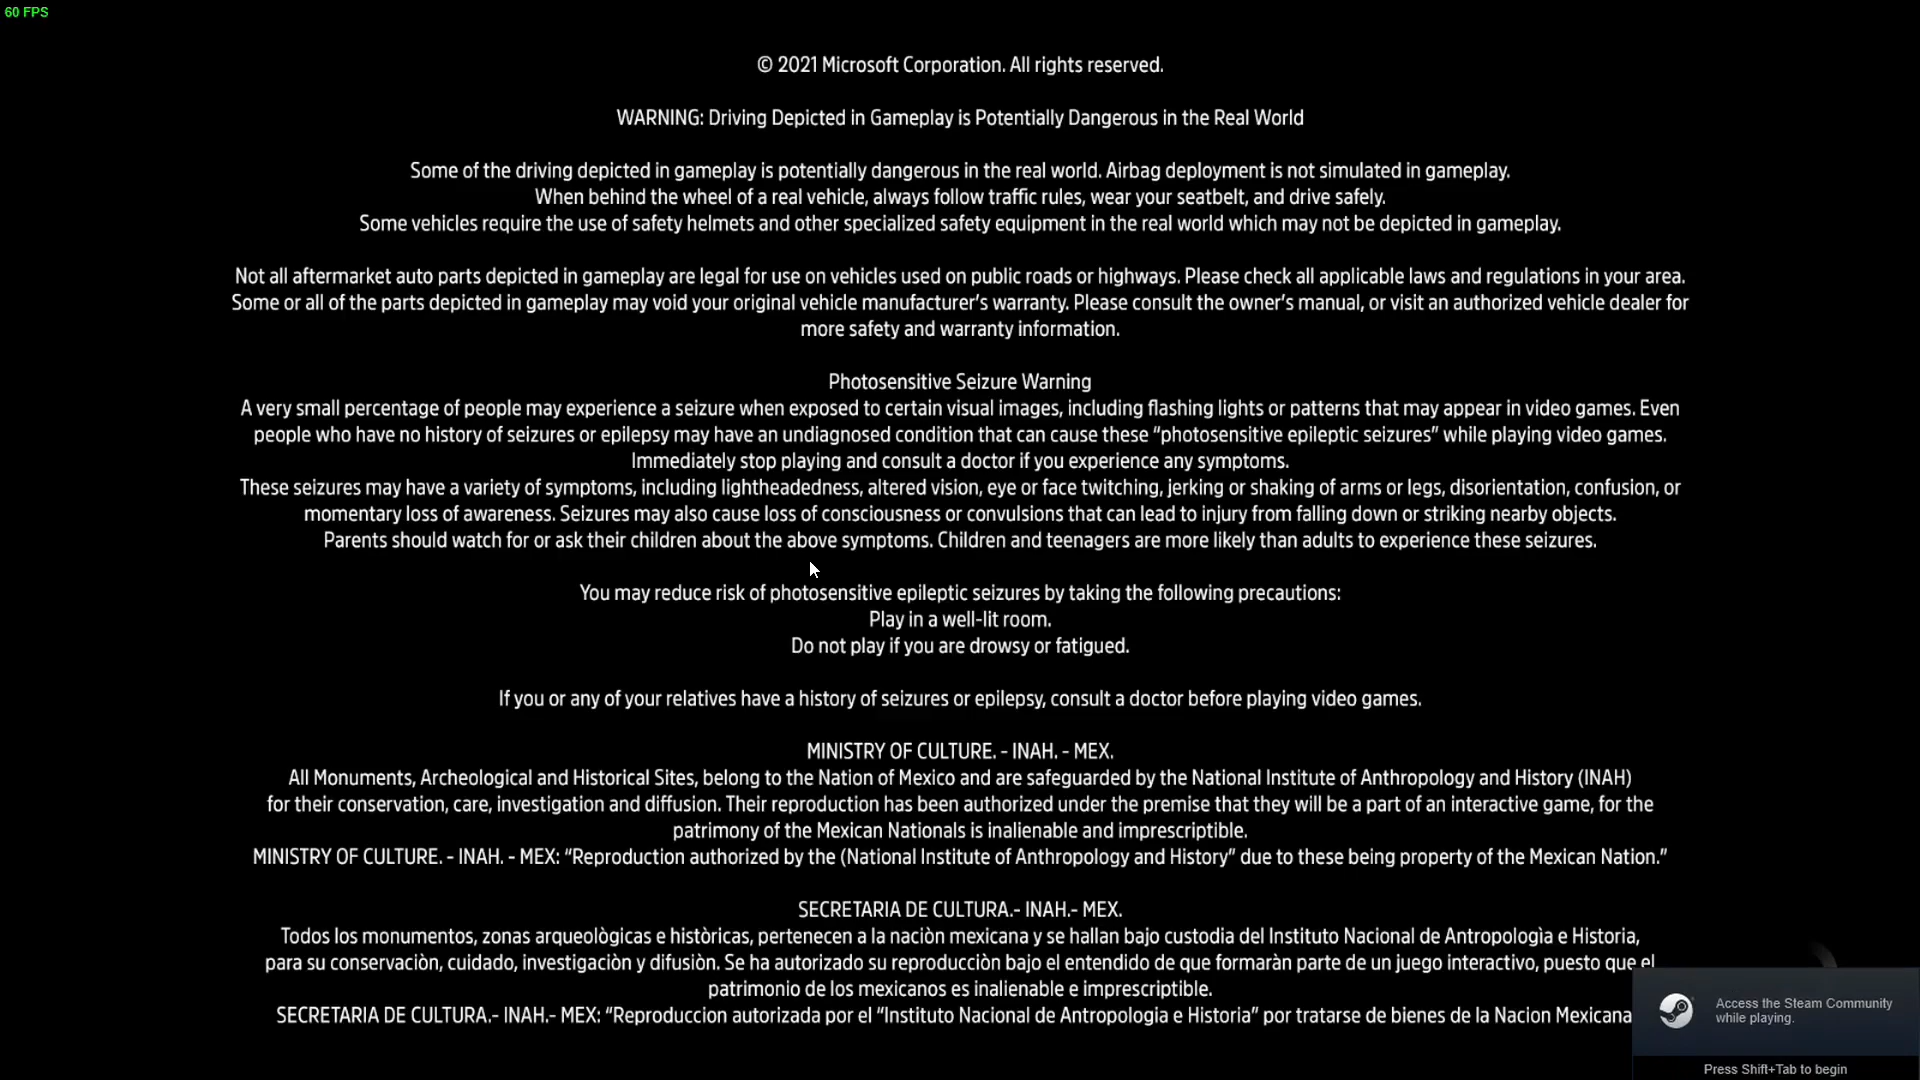 60 FPS
© 2021 Microsoft Corporation. All rights reserved.
WARNING: Driving Depicted in Gameplay is Potentially Dangerous in the Real World
Some of the driving depicted in gameplay is potentially dangerous in the real world. Airbag deployment is not simulated in gameplay.
When behind the wheel of a real vehicle, always follow traffic rules, wear your seatbelt, and drive safely.
Some vehicles require the use of safety helmets and other specialized safety equipment in the real world which may not be depicted in gameplay.
Not all aftermarket auto parts depicted in gameplay are legal for use on vehicles used on public roads or highways. Please check all applicable laws and regulations in your area.
Some or all of the parts depicted in gameplay may void your original vehicle manufacturer's warranty. Please consult the owner's manual, or visit an authorized vehicle dealer for
more safety and warranty information.
Photosensitive Seizure Warning
A very small percentage of people may experience a seizure when exposed to certain visual images, including flashing lights or patterns that may appear in video games. Even
people who have no history of seizures or epilepsy may have an undiagnosed condition that can cause these “photosensitive epileptic seizures” while playing video games.
Immediately stop playing and consult a doctor if you experience any symptoms.
These seizures may have a variety of symptoms, including lightheadedness, altered vision, eye or face twitching, jerking or shaking of arms or legs, disorientation, confusion, or
momentary loss of awareness. Seizures may also cause loss of consciousness or convulsions that can lead to injury from falling down or striking nearby objects.
Parents should watch for or ask their children about the above symptoms. Children and teenagers are more likely than adults to experience these seizures.
You may reduce risk of photosensitive epileptic seizures by taking the following precautions:
Play in a well-lit room.
Do not play if you are drowsy or fatigued.
If you or any of your relatives have a history of seizures or epilepsy, consult a doctor before playing video games.
MINISTRY OF CULTURE. - INAH. - MEX.
All Monuments, Archeological and Historical Sites, belong to the Nation of Mexico and are safeguarded by the National Institute of Anthropology and History (INAH)
for their conservation, care, investigation and diffusion. Their reproduction has been authorized under the premise that they will be a part of an interactive game, for the
patrimony of the Mexican Nationals is inalienable and imprescriptible.
MINISTRY OF CULTURE. - INAH. - MEX: “Reproduction authorized by the (National Institute of Anthropology and History” due to these being property of the Mexican Nation.”
SECRETARIA DE CULTURA.- INAH.- MEX.
Todos los monumentos, zonas arqueològicas e històricas, pertenecen a la naciòn mexicana y se hallan bajo custodia del Instituto Nacional de Antropologìa e Historia,
para su conservaciòn, cuidado, investigaciòn y difusiòn. Se ha autorizado su reproducciòn bajo el entendido de que formaràn parte de un juego interactivo, puesto que el
patrimonio de los mexicanos es inalienable e imprescriptible.
SECRETARIA DE CULTURA.- INAH.- MEX: “Reproduccion autorizada por el “Instituto Nacional de Antropologia e Historia” por tratarse de bienes de la Nacion Mexicana
Access the Steam Community
while playing.
Press Shift+Tab to begin